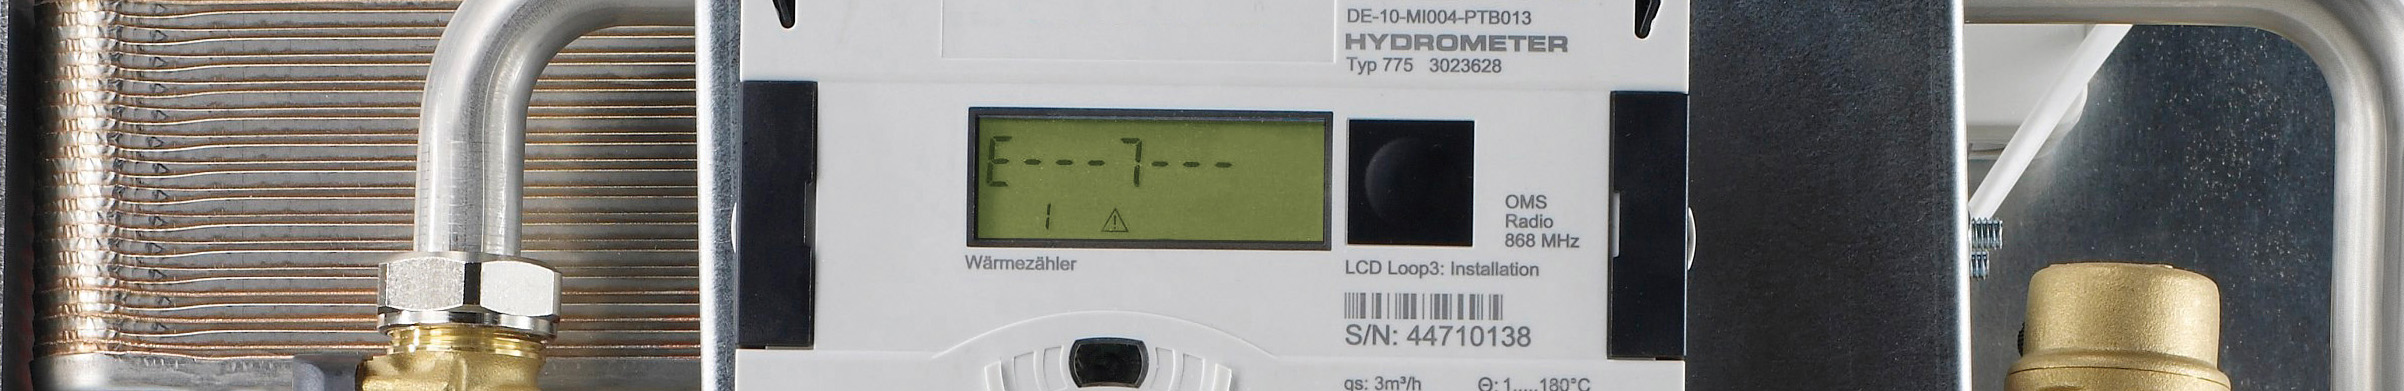 DE-10-MI004-PTB013
HYDROMETER
Typ 775 3023628
E---7---
1
OMS
Radio
868 MHz
Wärmezähler
LCD Loop3: Installation
S/N: 44710138
qs: 3m³/h Θ: 1.....180°C